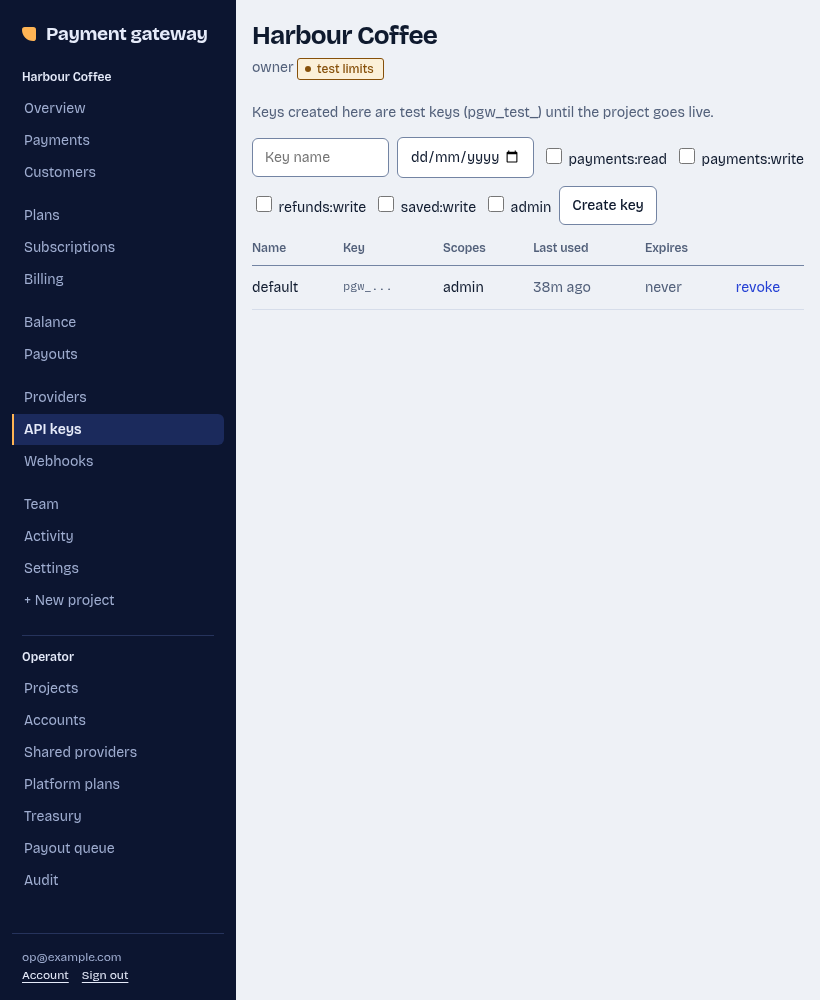 Payment gateway
Harbour Coffee
Overview
Payments
Customers
Plans
Subscriptions
Billing
Balance
Payouts
Providers
API keys
Webhooks
Team
Activity
Settings
+ New project
Operator
Projects
Accounts
Shared providers
Platform plans
Treasury
Payout queue
Audit
op@example.com
Account Sign out
Harbour Coffee
owner test limits
Keys created here are test keys (pgw_test_) until the project goes live.
Key name dd/mm/yyyy payments:read payments:write
refunds:write saved:write admin Create key
Name Key Scopes Last used Expires
default pgw_... admin 38m ago never revoke